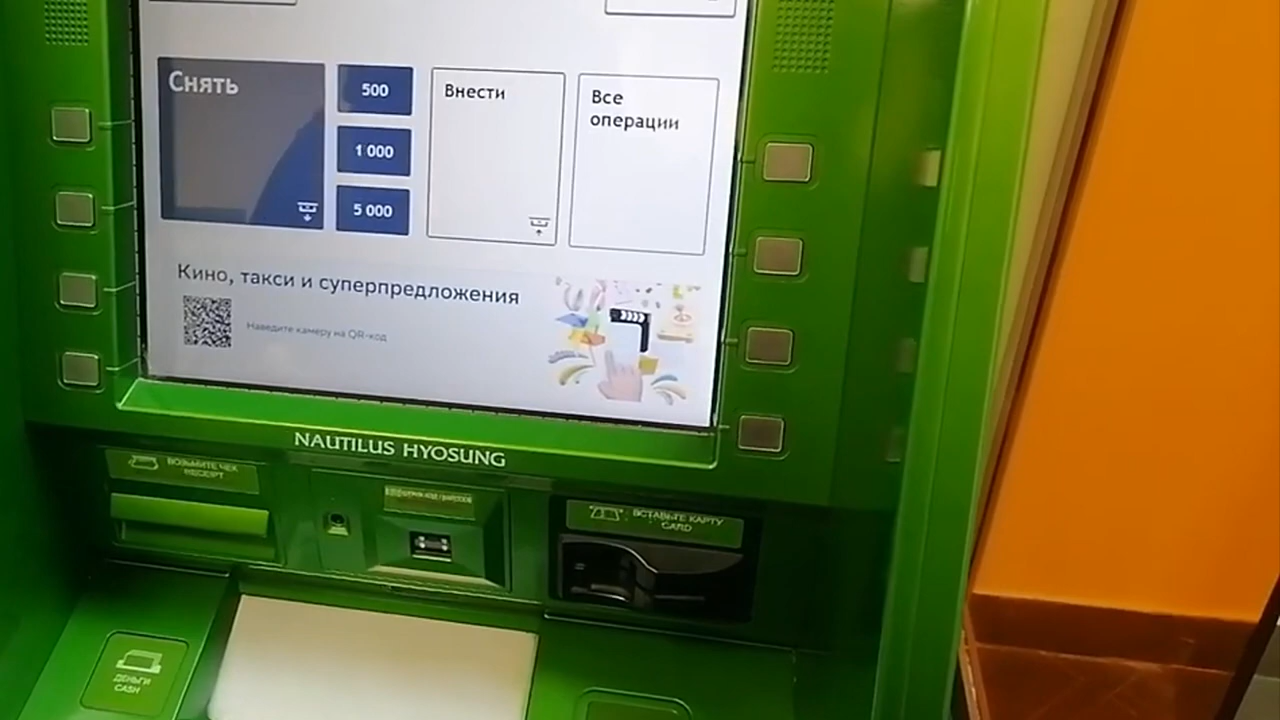 Снять
500
1 000
5 000
Внести
Все
операции
Кино, такси и суперпредложения
Наведите камеру на QR-код
NAUTILUS HYOSUNG
ВОЗЬМИТЕ ЧЕК
RECEIPT
ВСТАВЬТЕ КАРТУ
CARD
ДЕНЬГИ
CASH